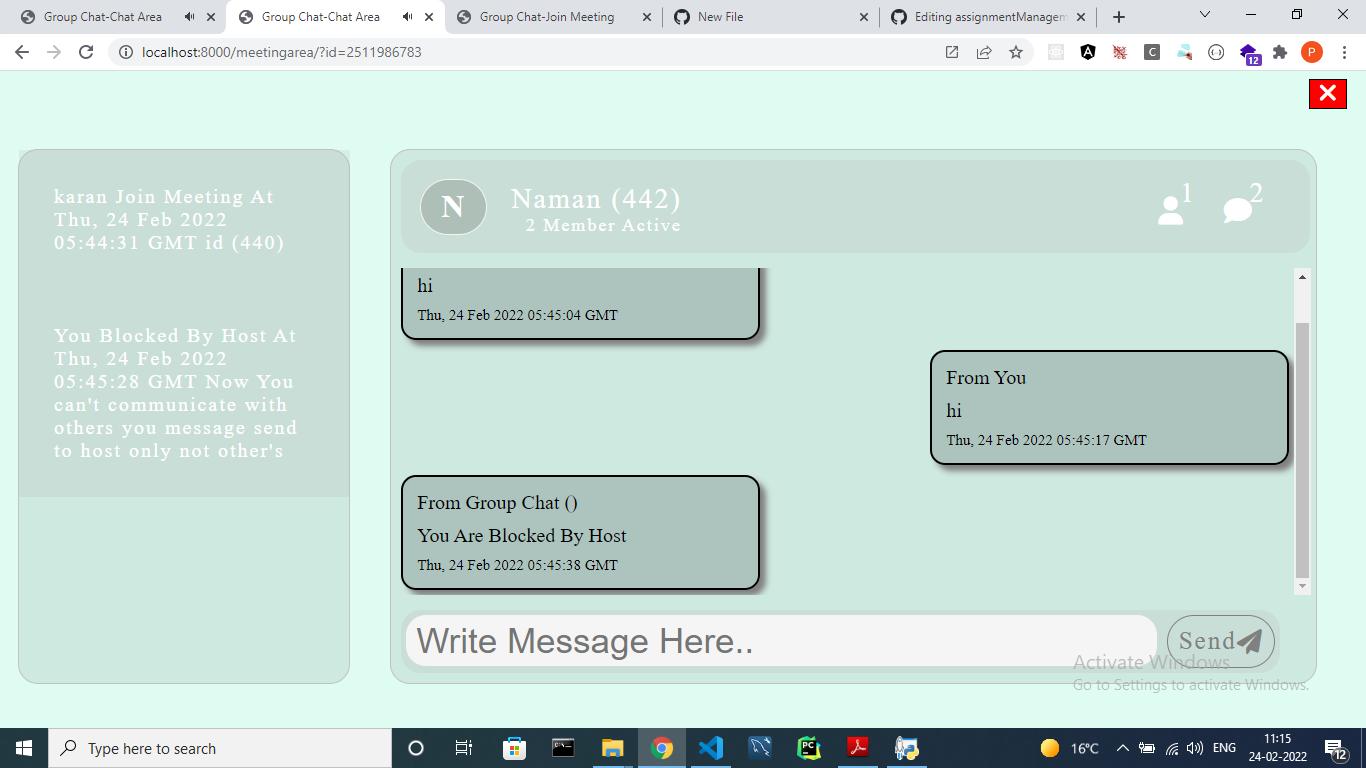 Group Chat-Chat Area
Group Chat-Chat Area
Group Chat-Join Meeting
New File
Editing assignmentManagem
localhost:8000/meetingarea/?id=2511986783
A
C
12
P
karan Join Meeting At
Thu, 24 Feb 2022
05:44:31 GMT id (440)
You Blocked By Host At
Thu, 24 Feb 2022
05:45:28 GMT Now You
can't communicate with
others you message send
to host only not other's
N
Naman (442)
2 Member Active
1
2
hi
Thu, 24 Feb 2022 05:45:04 GMT
From You
hi
Thu, 24 Feb 2022 05:45:17 GMT
From Group Chat ()
You Are Blocked By Host
Thu, 24 Feb 2022 05:45:38 GMT
Write Message Here..
Send
Activate Windows
Go to Settings to activate Windows.
Type here to search
PC
16°C
ENG
11:15
24-02-2022
12